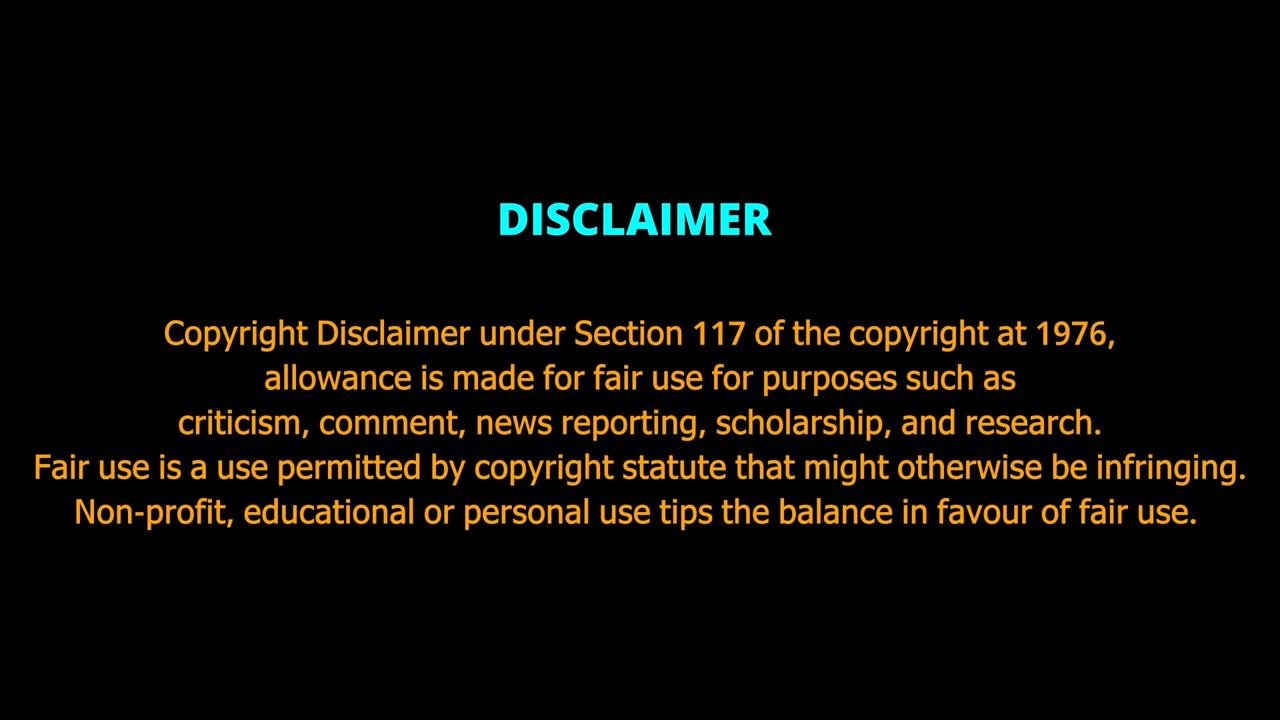 DISCLAIMER
Copyright Disclaimer under Section 117 of the copyright at 1976,
allowance is made for fair use for purposes such as
criticism, comment, news reporting, scholarship, and research.
Fair use is a use permitted by copyright statute that might otherwise be infringing.
Non-profit, educational or personal use tips the balance in favour of fair use.